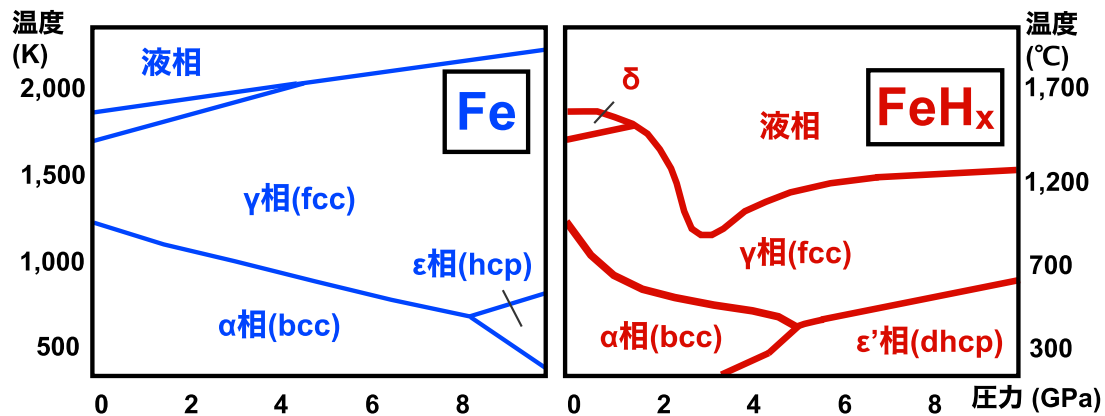 温度
(K)
2,000
1,500
1,000
500
液相
Fe
γ相(fcc)
ε相(hcp)
α相(bcc)
0 2 4 6 8
δ
液相
FeHx
γ相(fcc)
α相(bcc)
ε’相(dhcp)
0 2 4 6 8
圧力 (GPa)
温度
(℃)
1,700
1,200
700
300